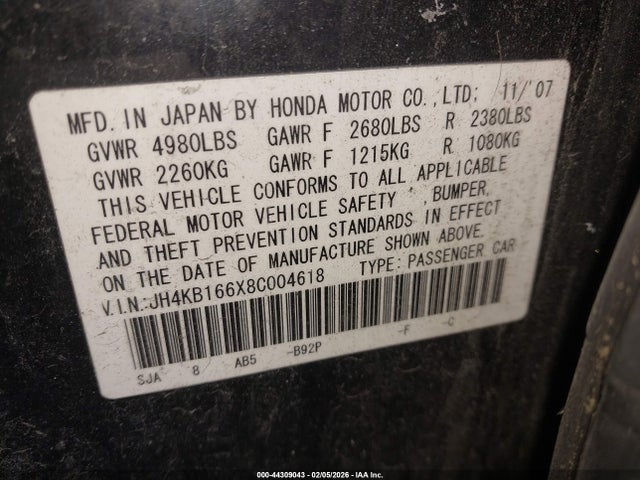 MFD. IN JAPAN BY HONDA MOTOR CO.,LTD; 11/'07
GVWR 4980LBS GAWR F 2680LBS R 2380LBS
GVWR 2260KG GAWR F 1215KG R 1080KG
THIS VEHICLE CONFORMS TO ALL APPLICABLE
FEDERAL MOTOR VEHICLE SAFETY ,BUMPER,
AND THEFT PREVENTION STANDARDS IN EFFECT
ON THE DATE OF MANUFACTURE SHOWN ABOVE.
V.I.N:JH4KB166X8C004618 TYPE: PASSENGER CAR
SJA 8 AB5 -B92P -F -C
000-44309043 - 02/05/2026 - IAA Inc.